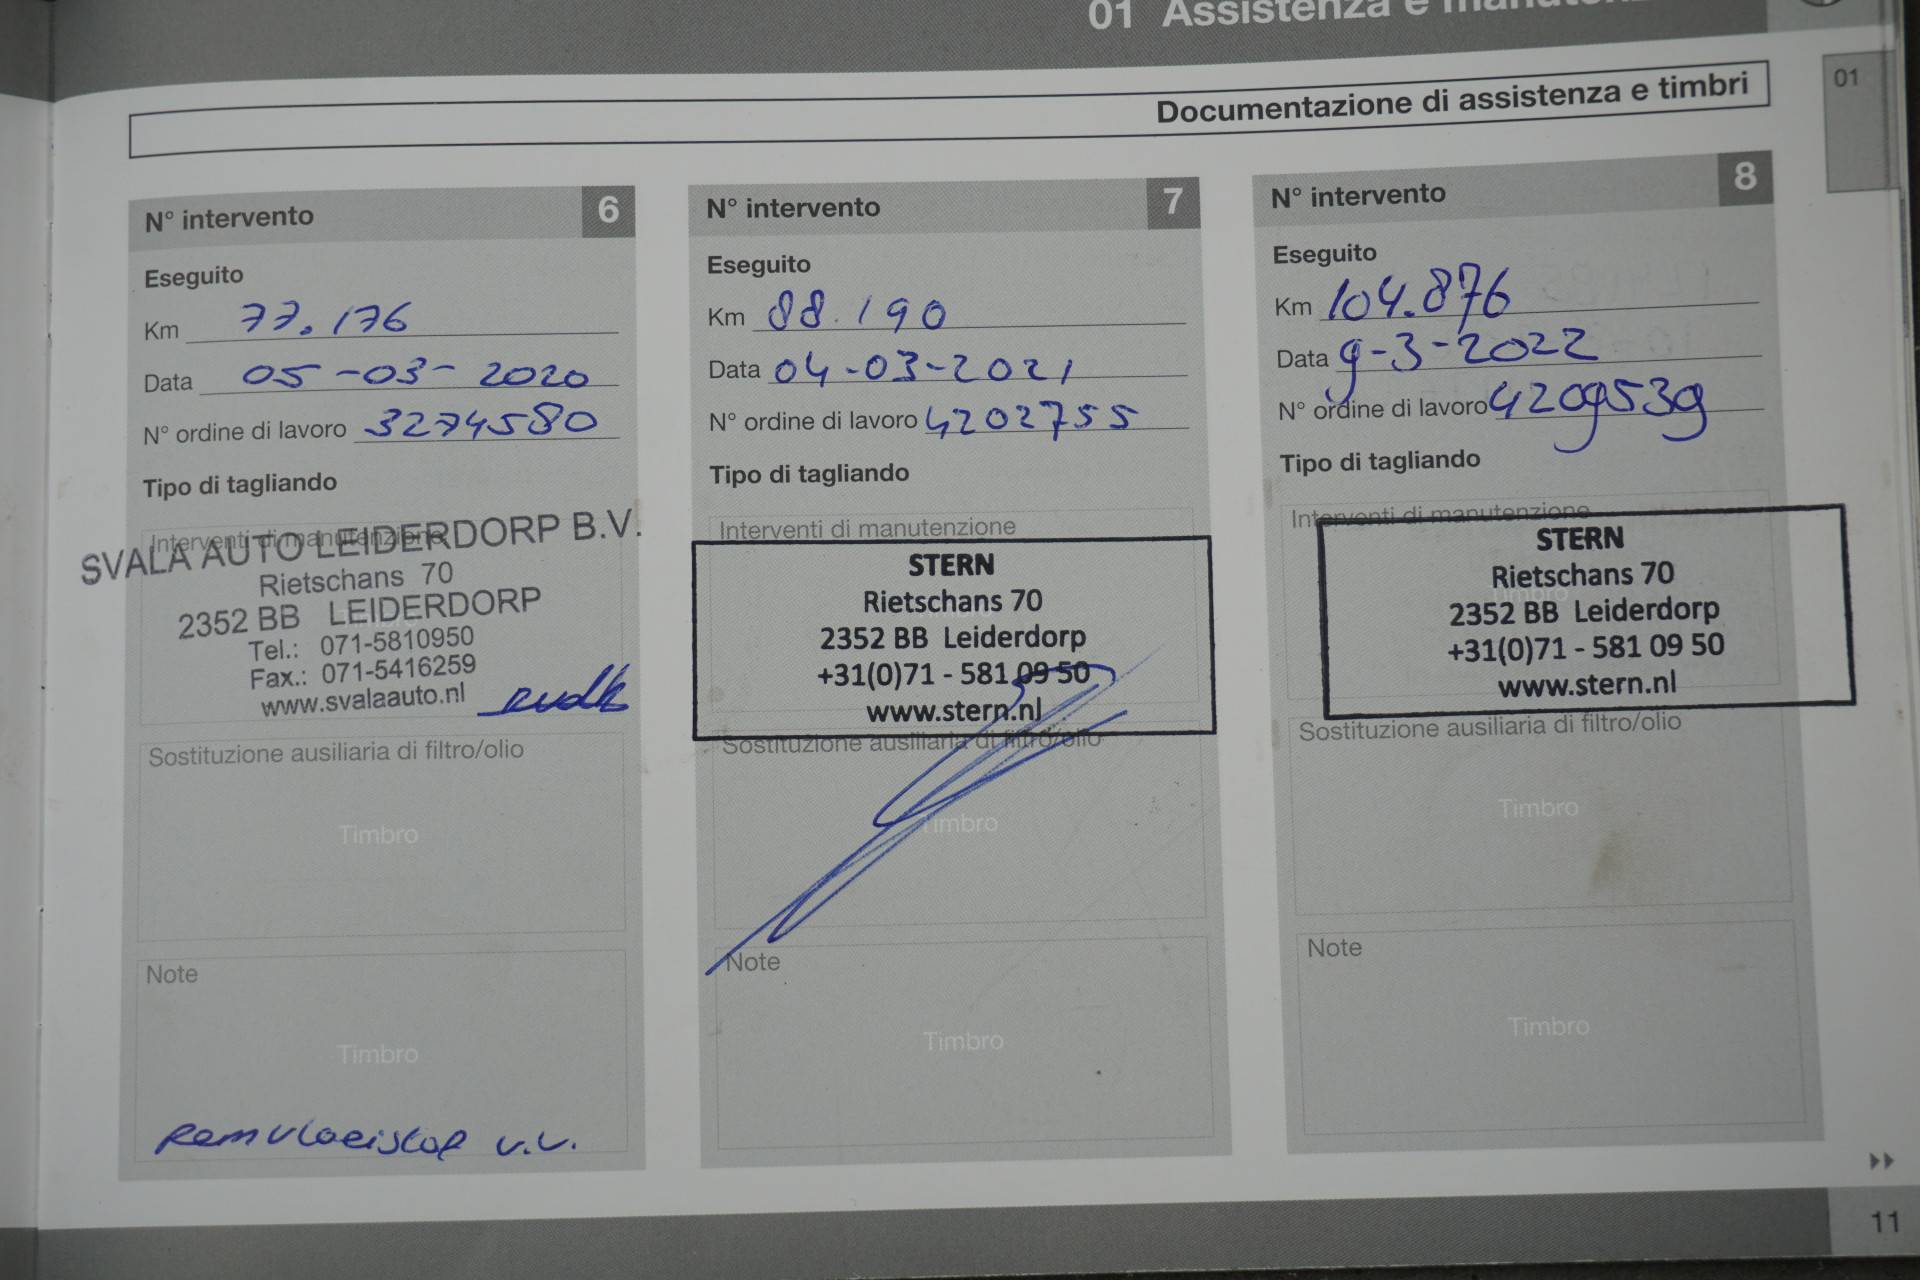 01 Assistenza e
Documentazione di assistenza e timbri
01
N° intervento 6
Eseguito
Km 77.176
Data 05-03-2020
N° ordine di lavoro 3274580
Tipo di tagliando
Interventi di manutenzione
SVALA AUTO LEIDERDORP B.V.
Rietschans 70
2352 BB LEIDERDORP
Tel.: 071-5810950
Fax.: 071-5416259
www.svalaauto.nl
Sostituzione ausiliaria di filtro/olio
Timbro
Note
Timbro
Remvloeistof v.v.
N° intervento 7
Eseguito
Km 88.190
Data 04-03-2021
N° ordine di lavoro 4202755
Tipo di tagliando
Interventi di manutenzione
STERN
Rietschans 70
2352 BB Leiderdorp
+31(0)71 - 581 09 50
www.stern.nl
Sostituzione ausiliaria di filtro/olio
Timbro
Note
Timbro
N° intervento 8
Eseguito
Km 104.876
Data 9-3-2022
N° ordine di lavoro 4209539
Tipo di tagliando
Interventi di manutenzione
Timbro
STERN
Rietschans 70
2352 BB Leiderdorp
+31(0)71 - 581 09 50
www.stern.nl
Sostituzione ausiliaria di filtro/olio
Timbro
Note
Timbro
11